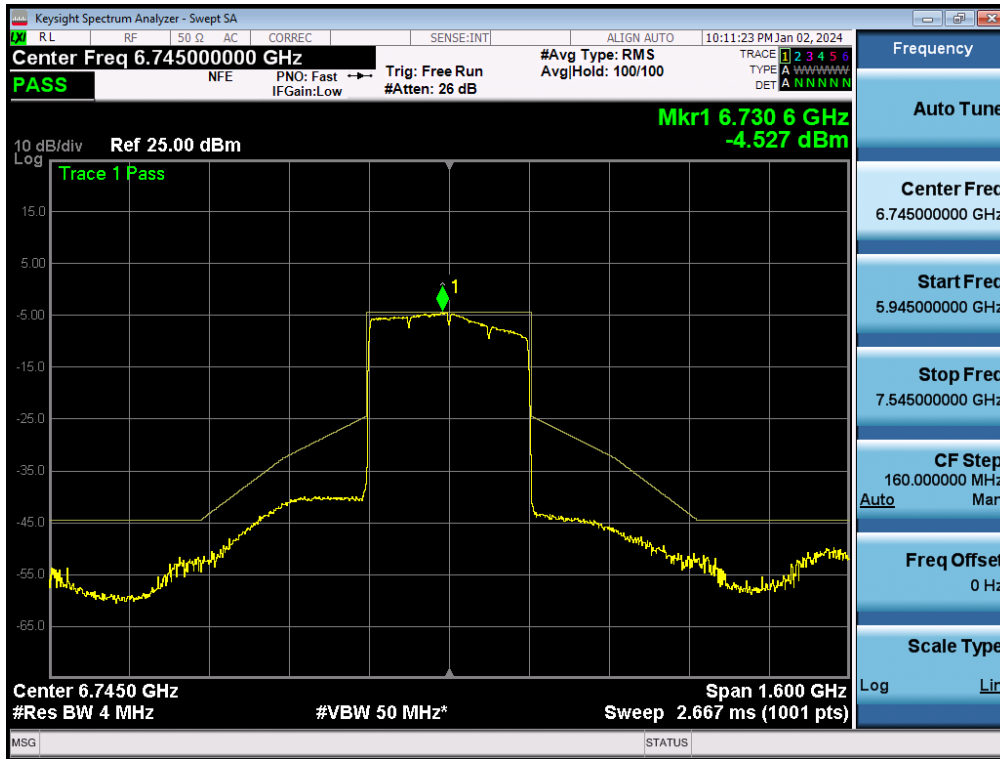 Keysight Spectrum Analyzer - Swept SA
LXI RL RF 50 Ω AC CORREC SENSE:INT ALIGN AUTO 10:11:23 PM Jan 02, 2024
Center Freq 6.745000000 GHz
PASS
NFE
PNO: Fast
IFGain:Low
Trig: Free Run
#Atten: 26 dB
#Avg Type: RMS
Avg|Hold: 100/100
TRACE 1 2 3 4 5 6
TYPE A WWWWW
DET A N N N N N
Mkr1 6.730 6 GHz
-4.527 dBm
10 dB/div Ref 25.00 dBm
Log
Trace 1 Pass
15.0
5.00
1
-5.00
-15.0
-25.0
-35.0
-45.0
-55.0
-65.0
Center 6.7450 GHz Span 1.600 GHz
#Res BW 4 MHz #VBW 50 MHz* Sweep 2.667 ms (1001 pts)
MSG STATUS
Frequency
Auto Tune
Center Freq
6.745000000 GHz
Start Freq
5.945000000 GHz
Stop Freq
7.545000000 GHz
CF Step
160.000000 MHz
Auto Man
Freq Offset
0 Hz
Scale Type
Log Lin